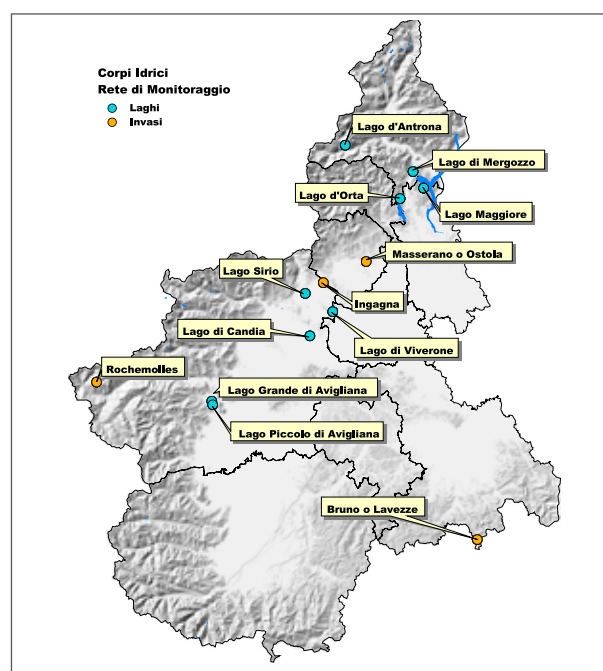 Corpi Idrici
Rete di Monitoraggio
Laghi
Invasi
Lago d'Antrona
Lago di Mergozzo
Lago d'Orta
Lago Maggiore
Masserano o Ostola
Lago Sirio
Ingagna
Lago di Candia
Lago di Viverone
Rochemolles
Lago Grande di Avigliana
Lago Piccolo di Avigliana
Bruno o Lavezze